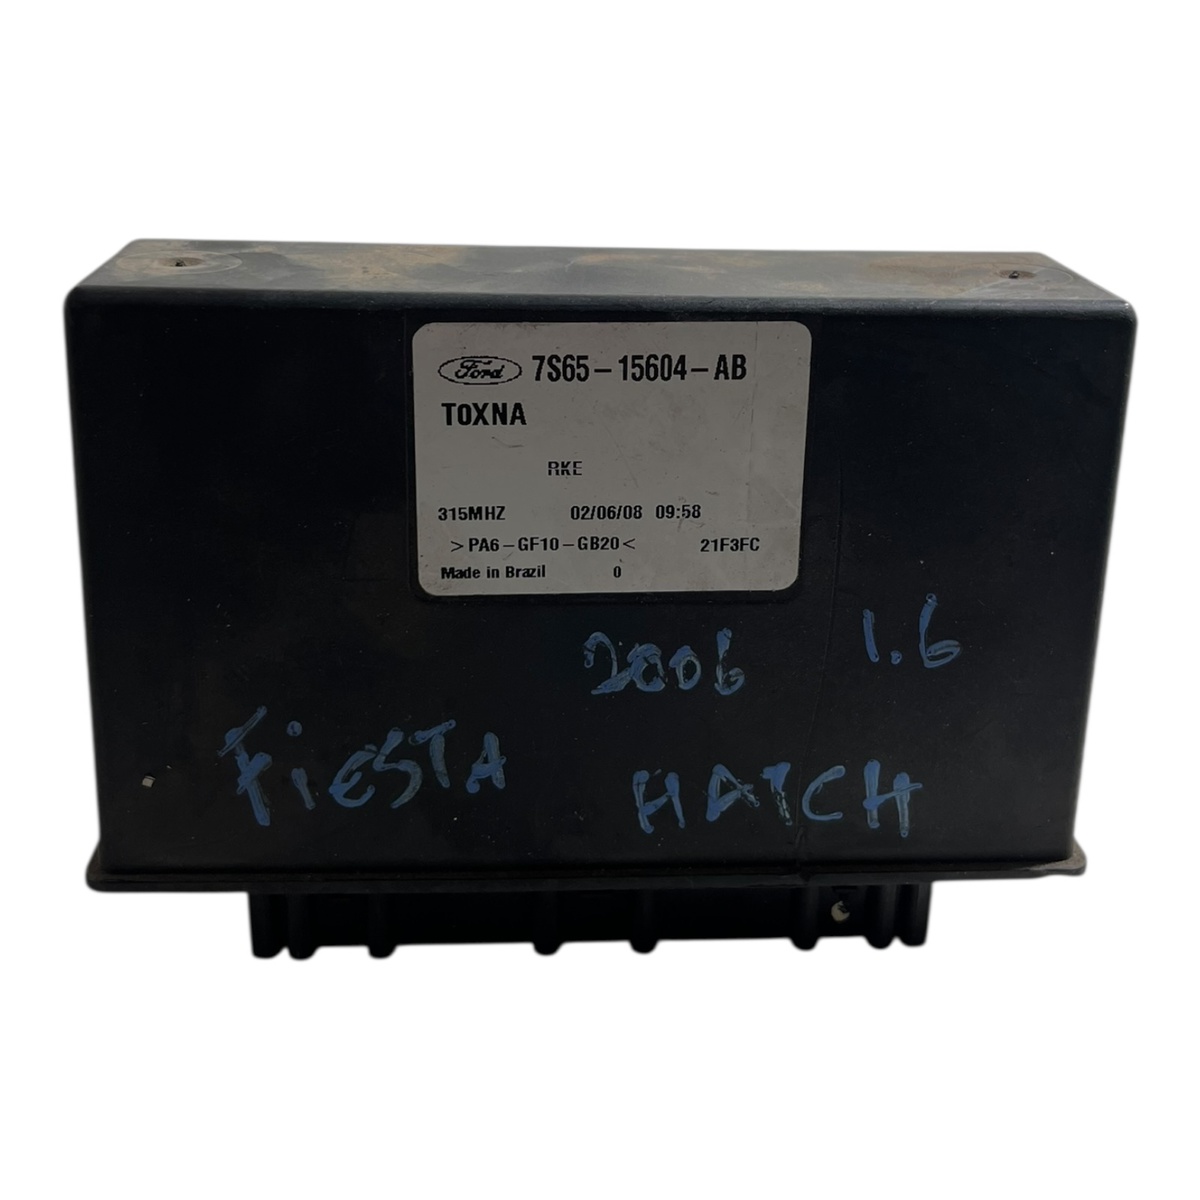 Ford 7S65-15604-AB
TOXNA
RKE
315MHZ 02/06/08 09:58
>PA6-GF10-GB20< 21F3FC
Made in Brazil 0
2006 1.6
FiESTA HATCH